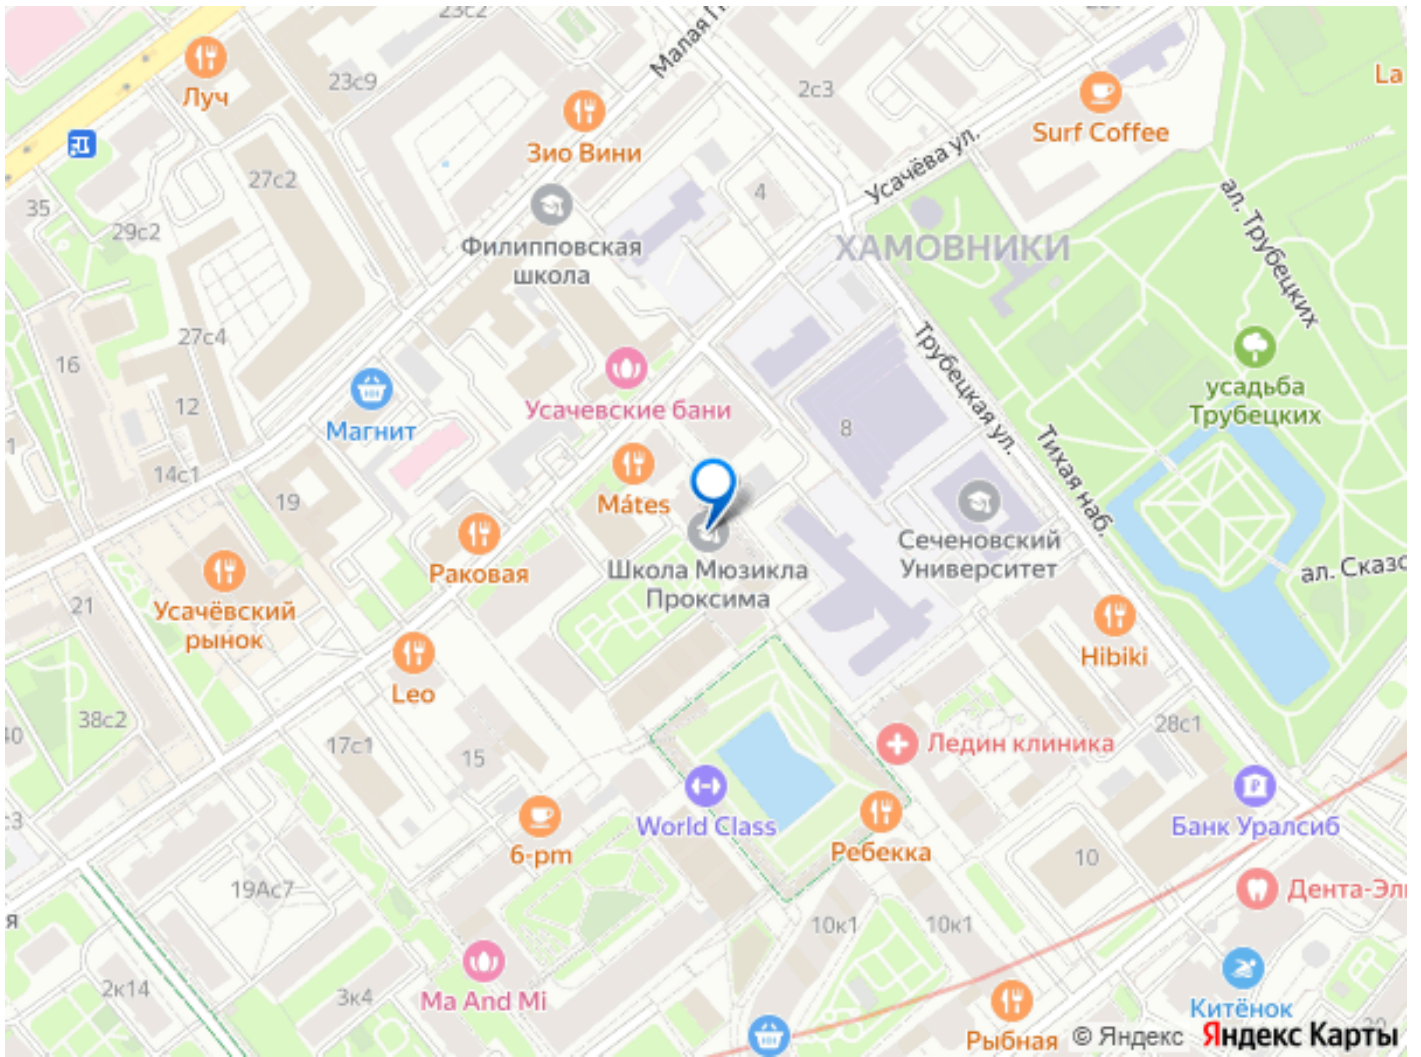 23с2
Малая П
23с9
Луч
2с3
La
Surf Coffee
Зио Вини
Усачёва ул.
27с2
4
ал. Трубецких
35
29с2
Филипповская
школа
ХАМОВНИКИ
27с4
16
Трубецкая ул.
усадьба
Трубецких
12
Усачевские бани
Магнит
8
1
14с1
Тихая наб.
19
Mátes
Сеченовский
Университет
Раковая
Школа Мюзикла
Проксима
ал. Сказо
21
Усачёвский
рынок
Hibiki
Leo
38с2
40
28с1
17с1
15
Ледин клиника
World Class
Банк Уралсиб
6-pm
Ребекка
10
19Ас7
Дента-Эл
я
10к1
10к1
2к14
3к4
Ma And Mi
Китёнок
Рыбная
© Яндекс
Яндекс Карты